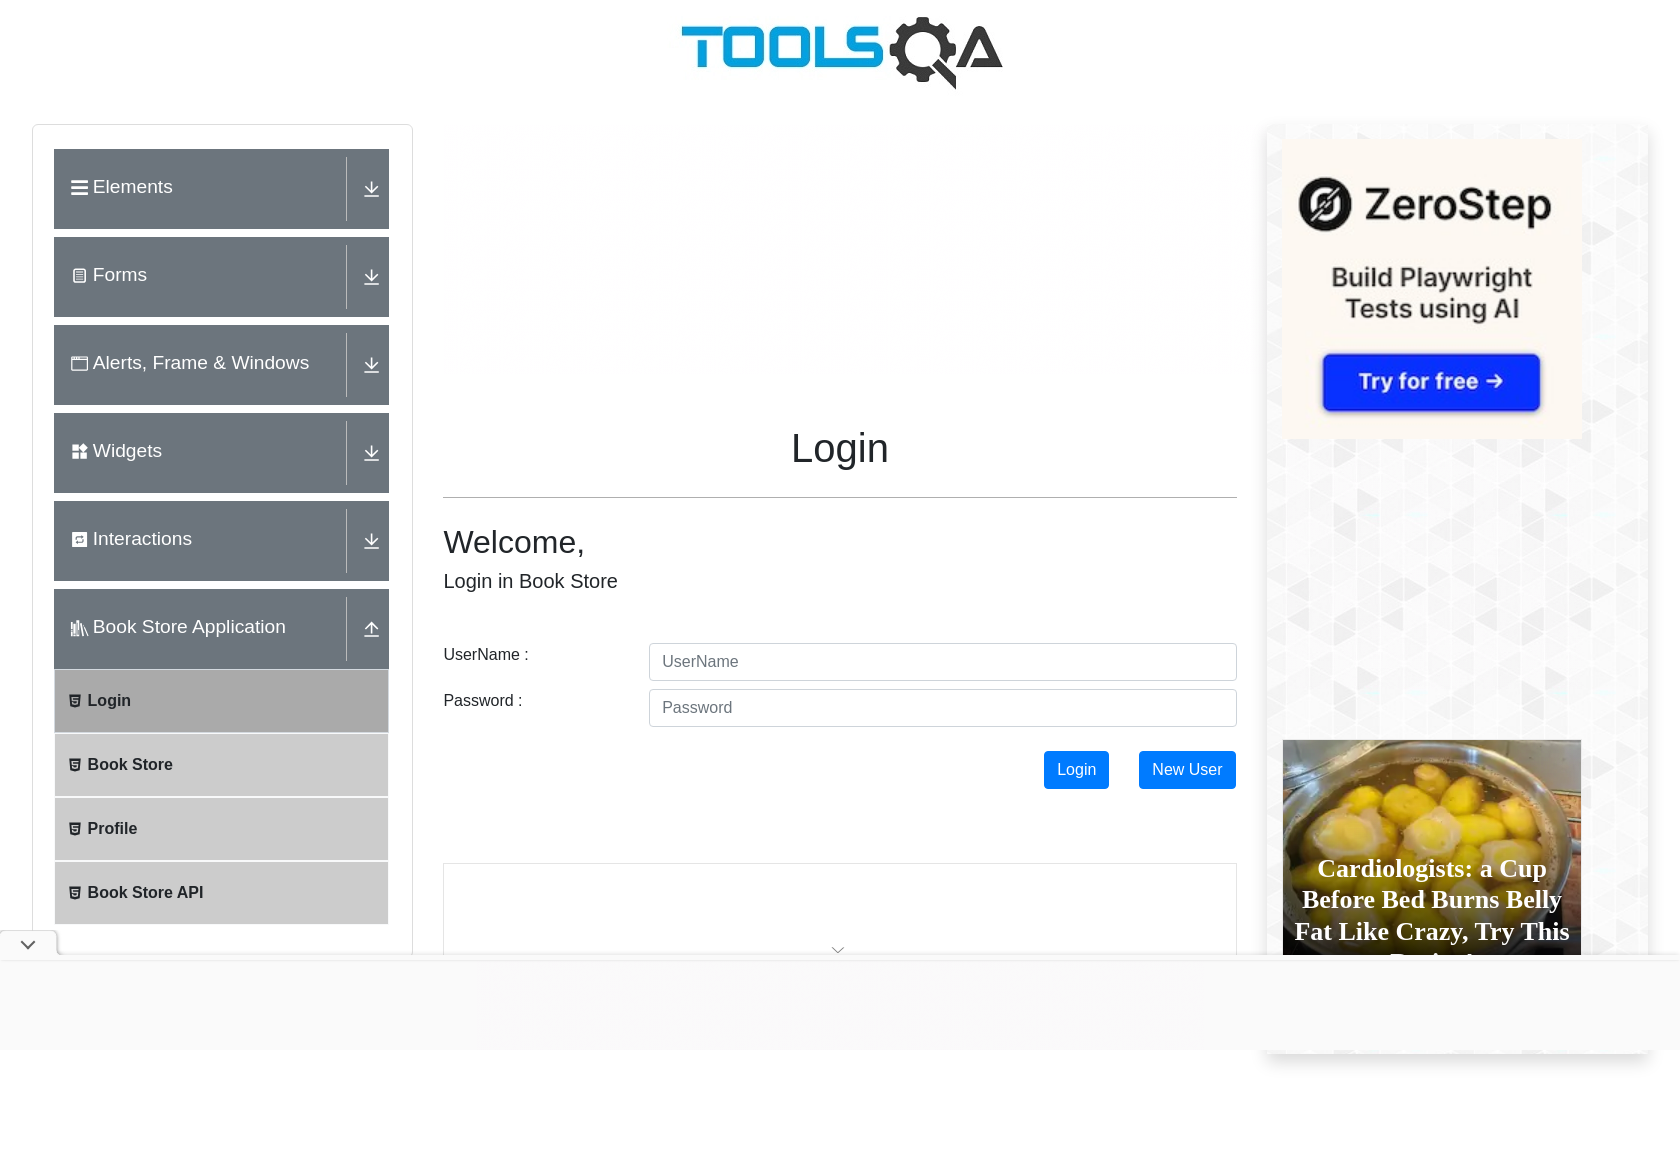 TOOLSQA
Elements
Forms
Alerts, Frame & Windows
Widgets
Interactions
Book Store Application
Login
Book Store
Profile
Book Store API
Login
Welcome,
Login in Book Store
UserName :
UserName
Password :
Password
Login
New User
ZeroStep
Build Playwright
Tests using AI
Try for free →
Cardiologists: a Cup
Before Bed Burns Belly
Fat Like Crazy, Try This